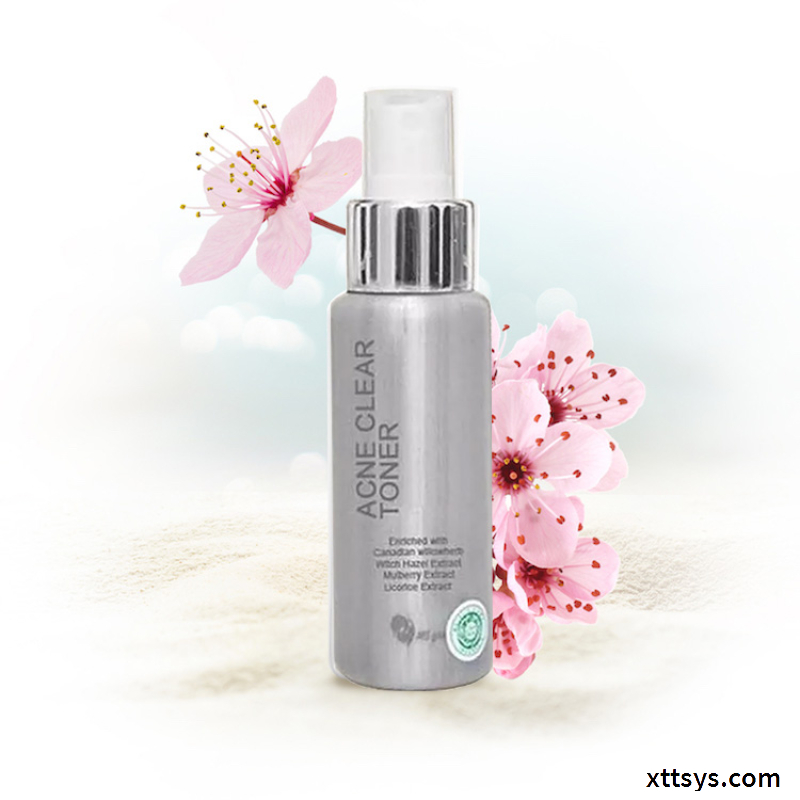 ACNE CLEAR
TONER
Enriched with
Canadian willowherb
Witch Hazel Extract
Mulberry Extract
Licorice Extract
xttsys.com